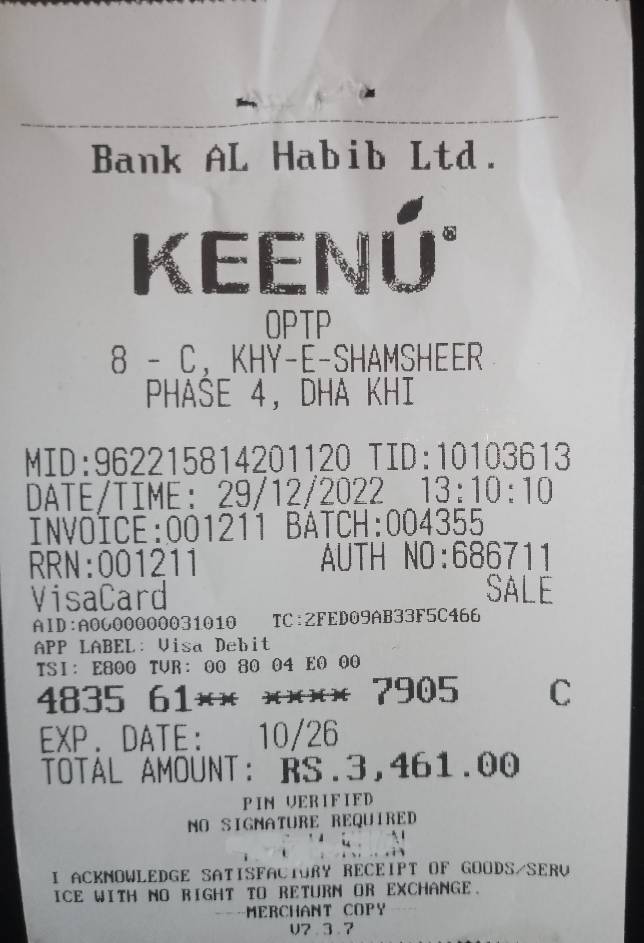 Bank AL Habib Ltd.
KEENÚ®
OPTP
8 - C, KHY-E-SHAMSHEER
PHASE 4, DHA KHI
MID:962215814201120 TID:10103613
DATE/TIME: 29/12/2022 13:10:10
INVOICE:001211 BATCH:004355
RRN:001211 AUTH NO:686711
VisaCard SALE
AID:A0000000031010 TC:2FED09AB33F5C466
APP LABEL: Visa Debit
TSI: E800 TVR: 00 80 04 E0 00
4835 61** **** 7905 C
EXP. DATE: 10/26
TOTAL AMOUNT: RS.3,461.00
PIN VERIFIED
NO SIGNATURE REQUIRED
I ACKNOWLEDGE SATISFACTORY RECEIPT OF GOODS/SERV
ICE WITH NO RIGHT TO RETURN OR EXCHANGE.
---MERCHANT COPY---
V7.3.7